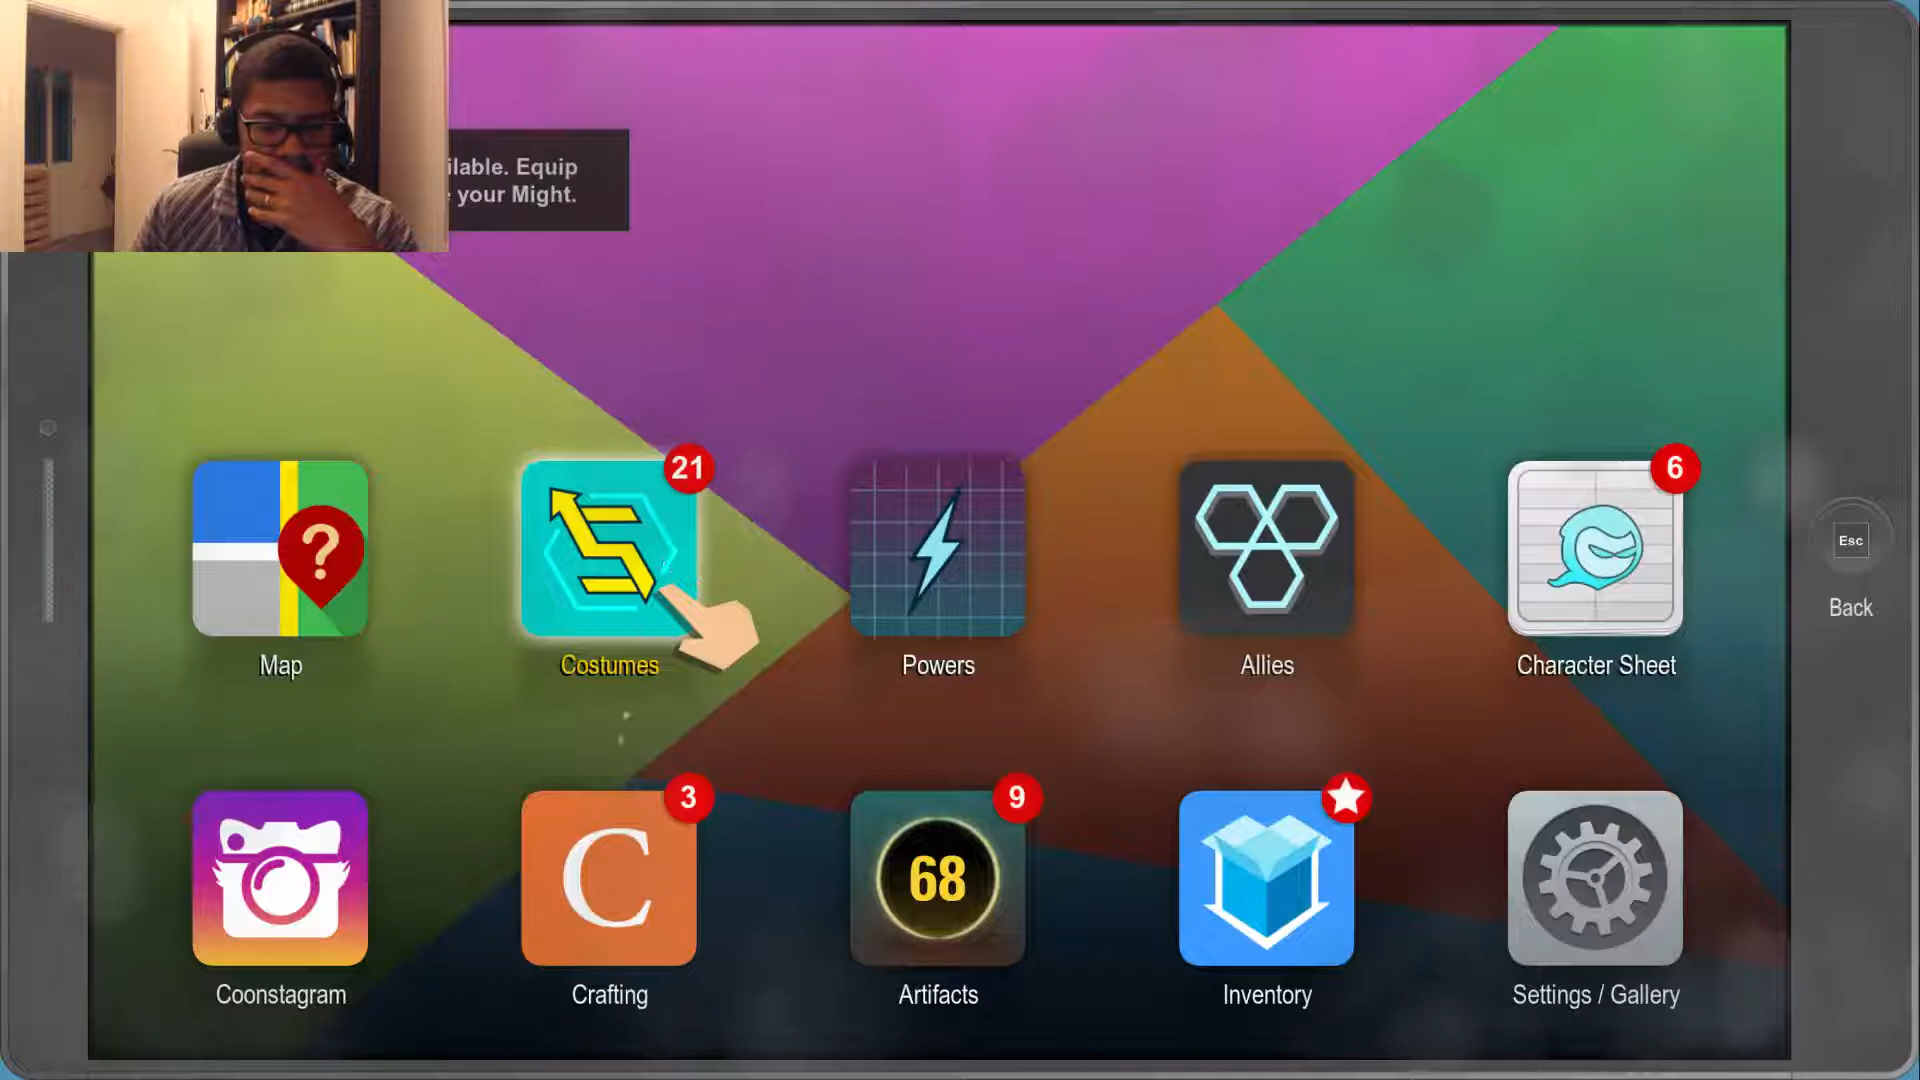 ilable. Equip
your Might.
21
6
Map
Costumes
Powers
Allies
Character Sheet
Esc
Back
3
9
C
68
Coonstagram
Crafting
Artifacts
Inventory
Settings / Gallery